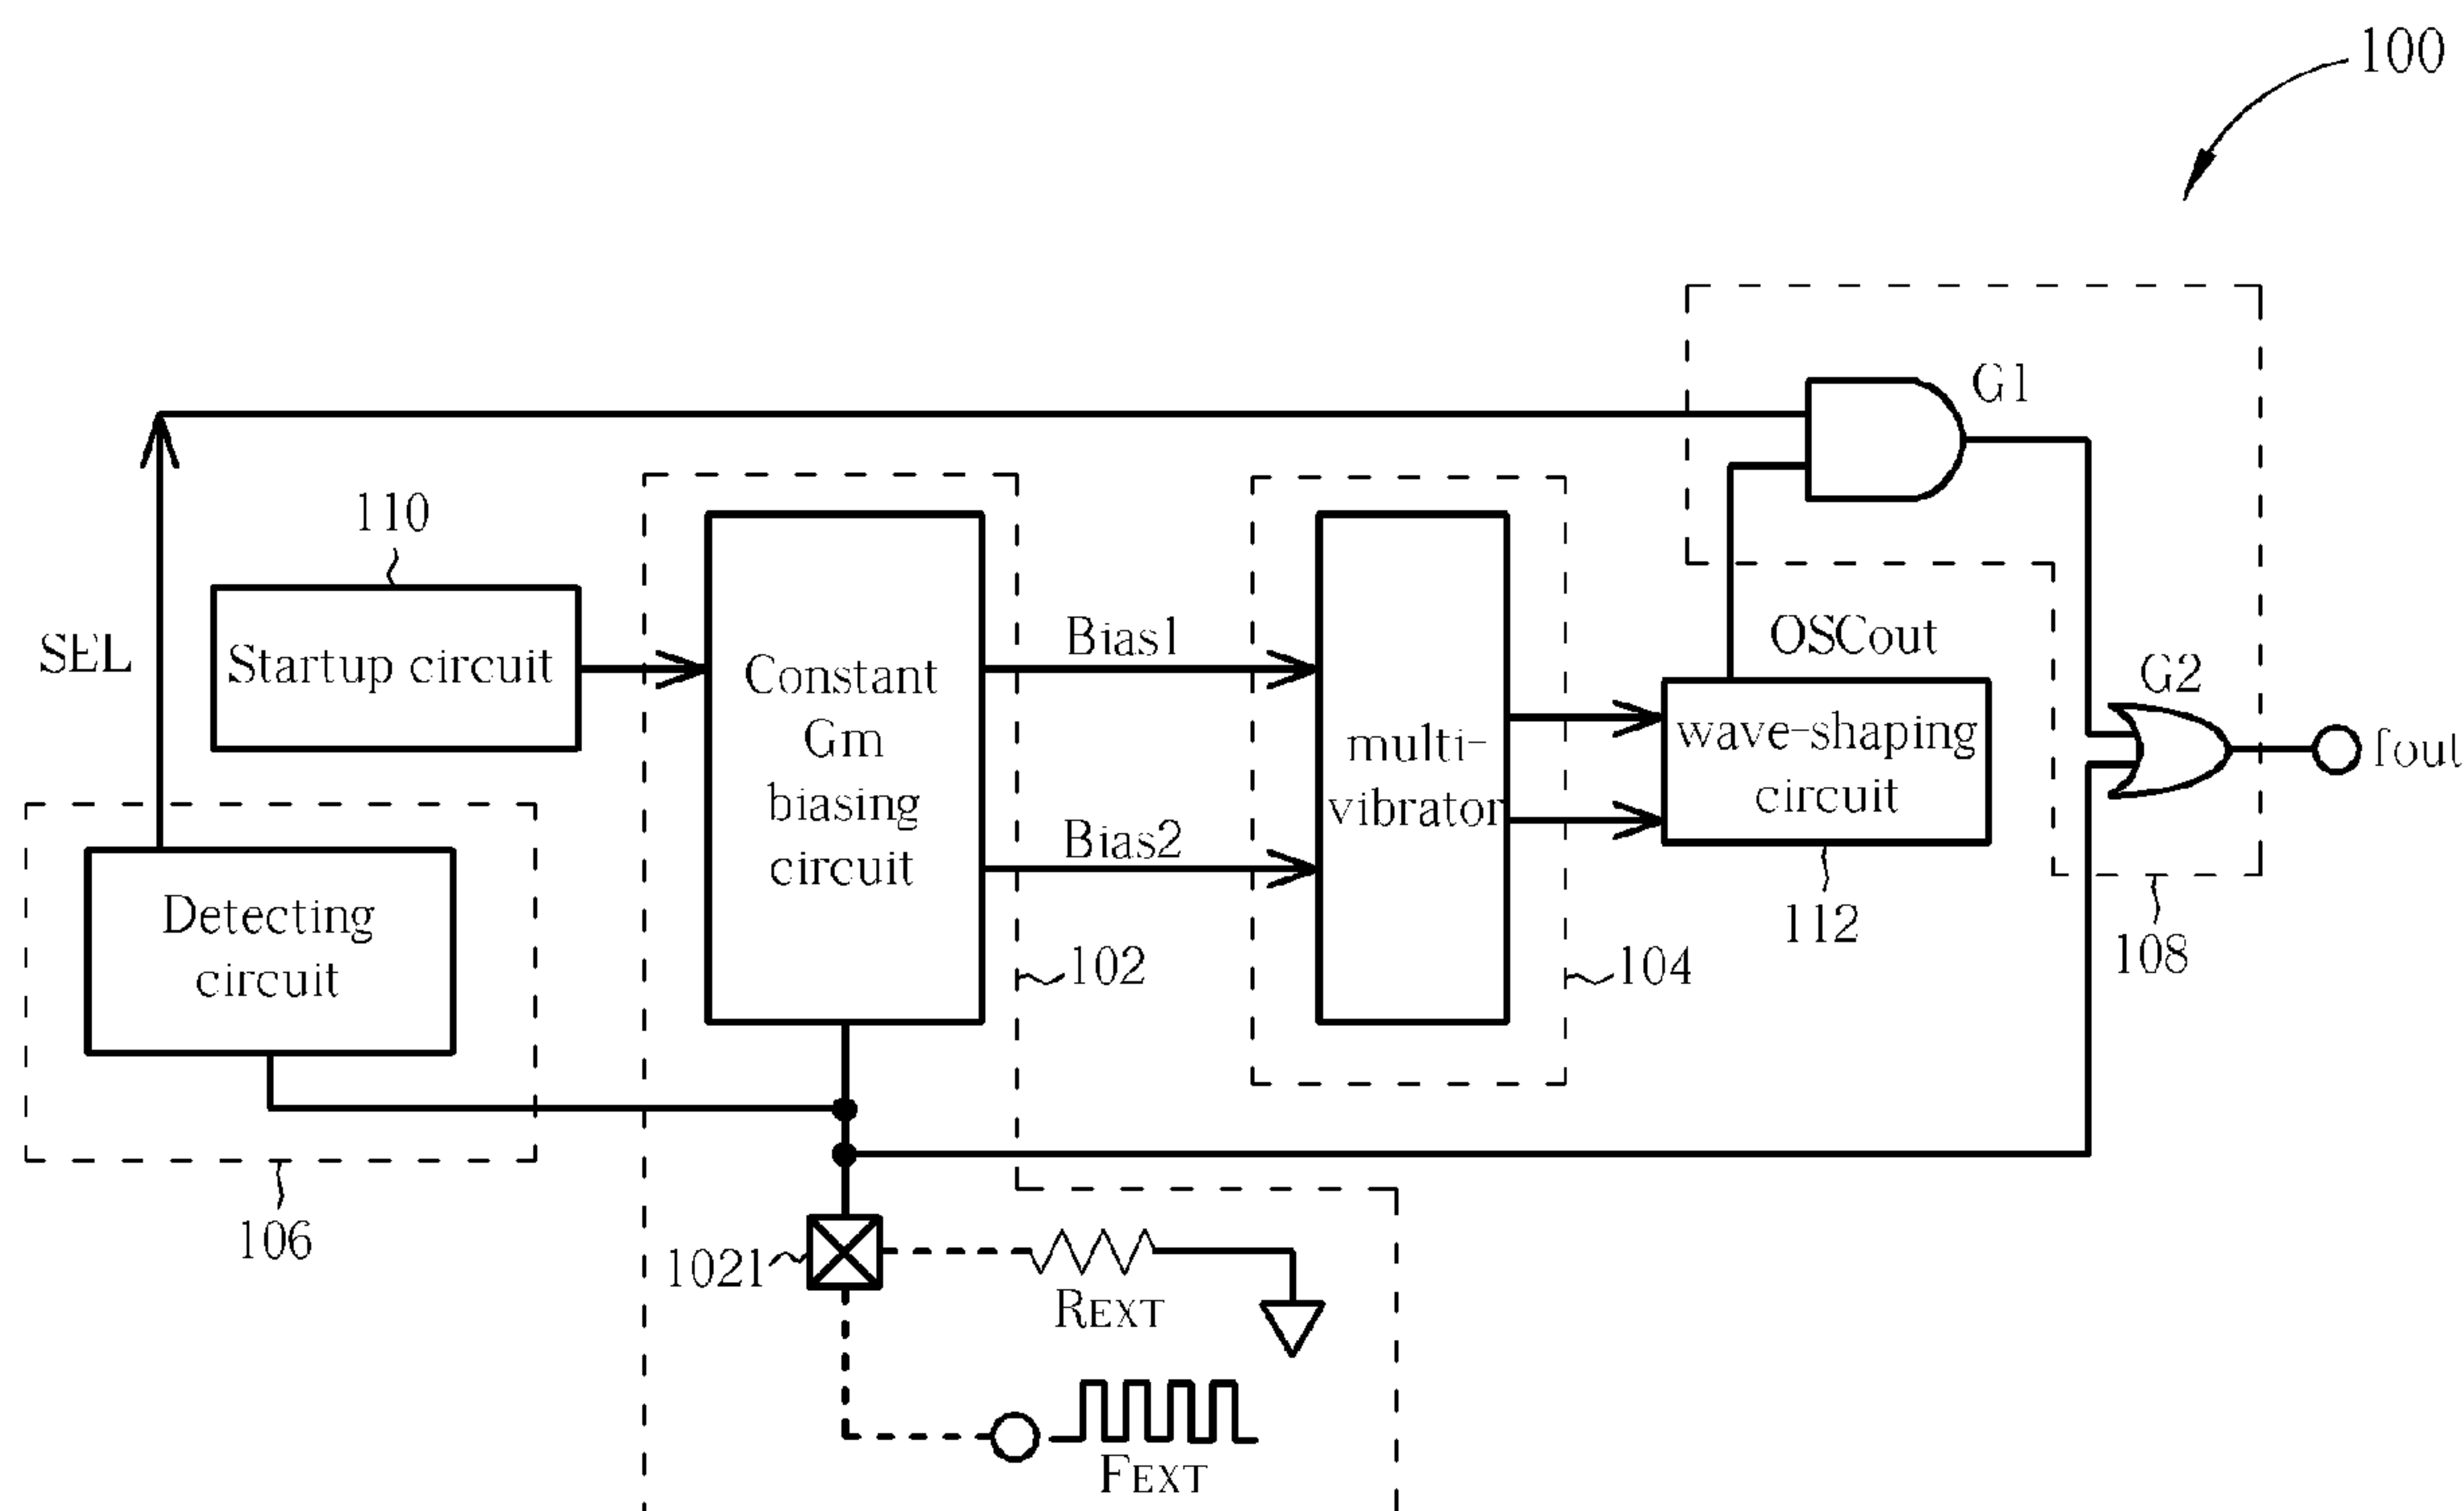 100
G1
110
SEL
Startup circuit
Constant
Gm
biasing
circuit
Bias1
Bias2
multi-
vibrator
OSCout
wave-shaping
circuit
G2
fout
Detecting
circuit
102
104
112
108
106
1021
REXT
FEXT